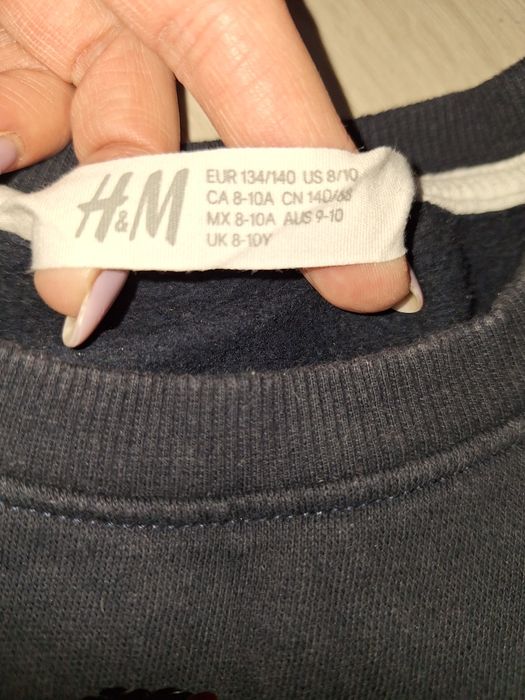 H&M
EUR 134/140 US 8/10
CA 8-10A CN 140/68
MX 8-10A AUS 9-10
UK 8-10Y